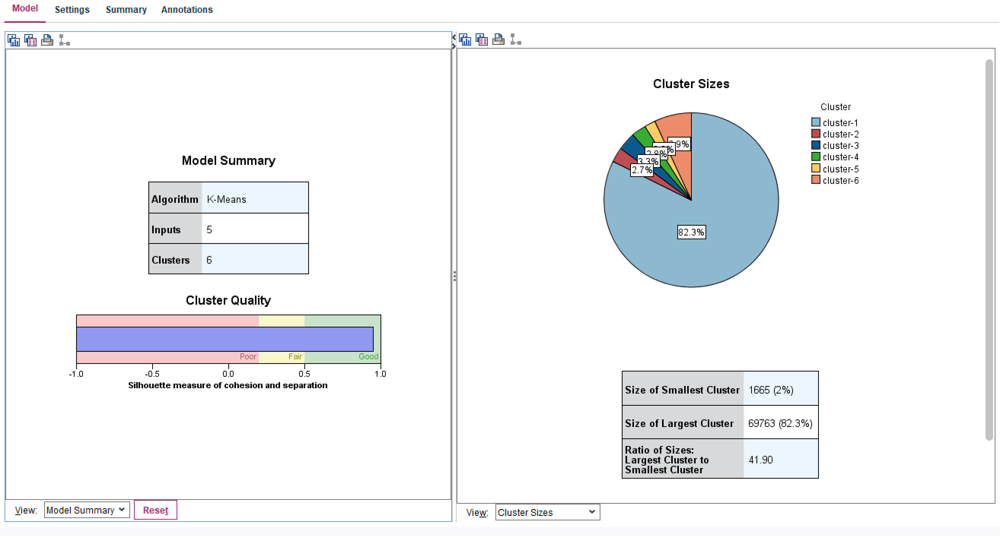 Model Settings Summary Annotations
Model Summary
Algorithm K-Means
Inputs 5
Clusters 6
Cluster Quality
Poor Fair Good
-1.0 -0.5 0.0 0.5 1.0
Silhouette measure of cohesion and separation
View: Model Summary Reset
Cluster Sizes
Cluster
cluster-1
cluster-2
cluster-3
cluster-4
cluster-5
cluster-6
2.8%
3.3%
2.7%
82.3%
Size of Smallest Cluster 1665 (2%)
Size of Largest Cluster 69763 (82.3%)
Ratio of Sizes:
Largest Cluster to
Smallest Cluster
41.90
View: Cluster Sizes